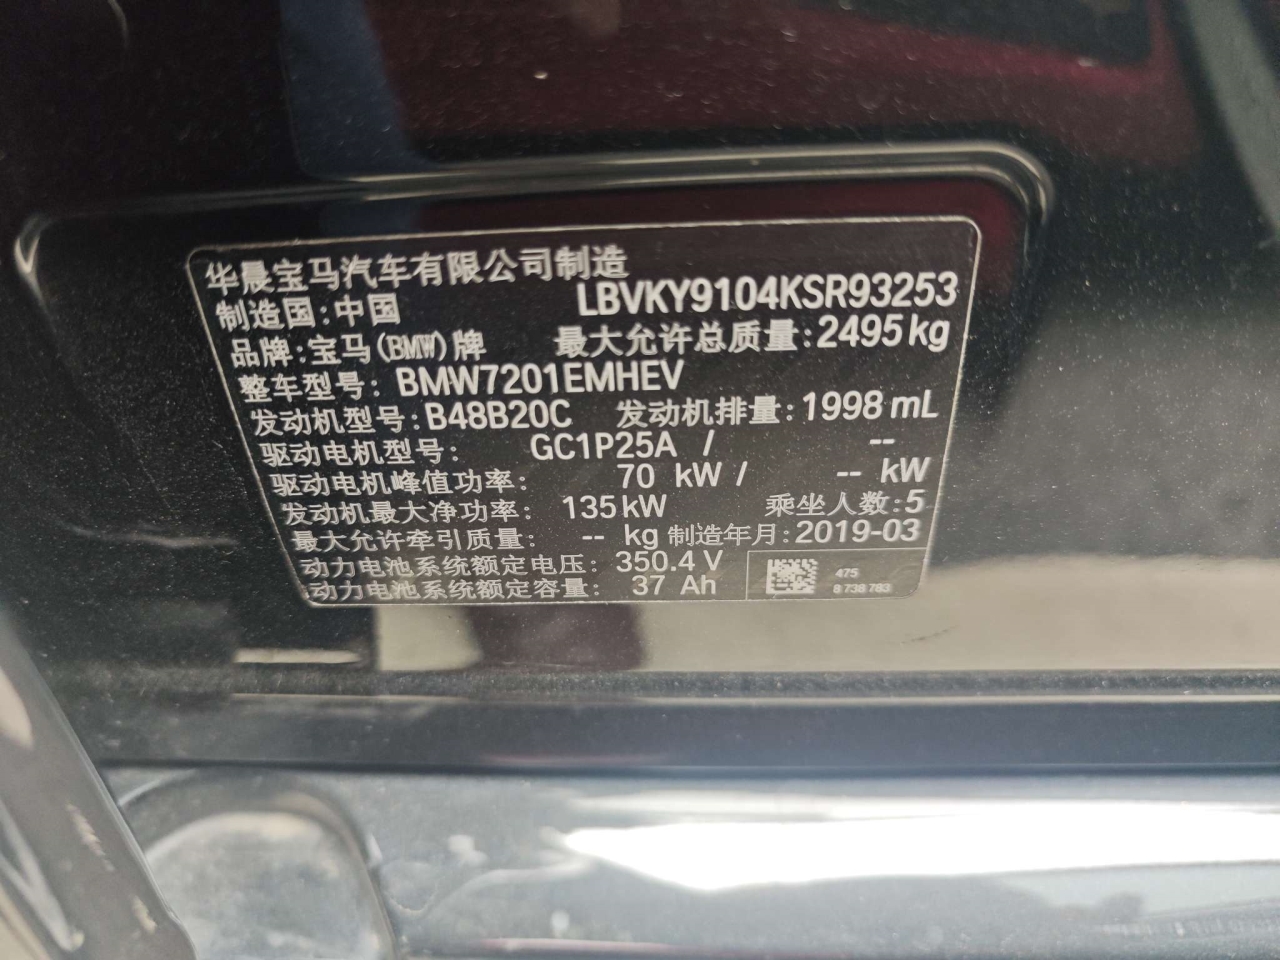 华晨宝马汽车有限公司制造
制造国:中国 LBVKY9104KSR93253
品牌:宝马(BMW)牌 最大允许总质量:2495kg
整车型号: BMW7201EMHEV
发动机型号:B48B20C 发动机排量:1998 mL
驱动电机型号: GC1P25A / --
驱动电机峰值功率: 70 kW / -- kW
发动机最大净功率: 135kW 乘坐人数:5
最大允许牵引质量: -- kg 制造年月:2019-03
动力电池系统额定电压:350.4 V
动力电池系统额定容量: 37 Ah
475
8 738 783